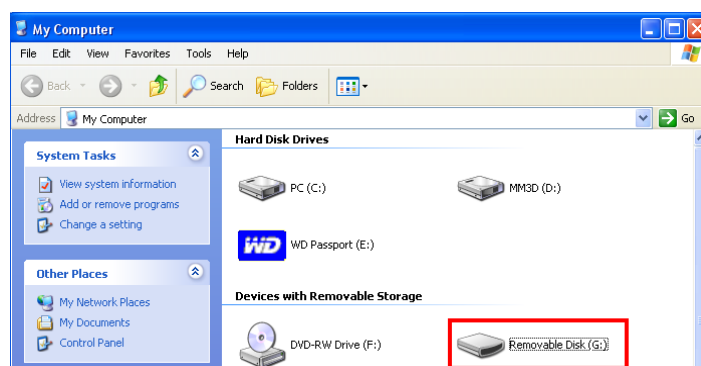 My Computer
File Edit View Favorites Tools Help
Back Search Folders
Address My Computer Go
System Tasks
View system information
Add or remove programs
Change a setting
Other Places
My Network Places
My Documents
Control Panel
Hard Disk Drives
PC (C:) MM3D (D:)
WD WD Passport (E:)
Devices with Removable Storage
DVD-RW Drive (F:) Removable Disk (G:)